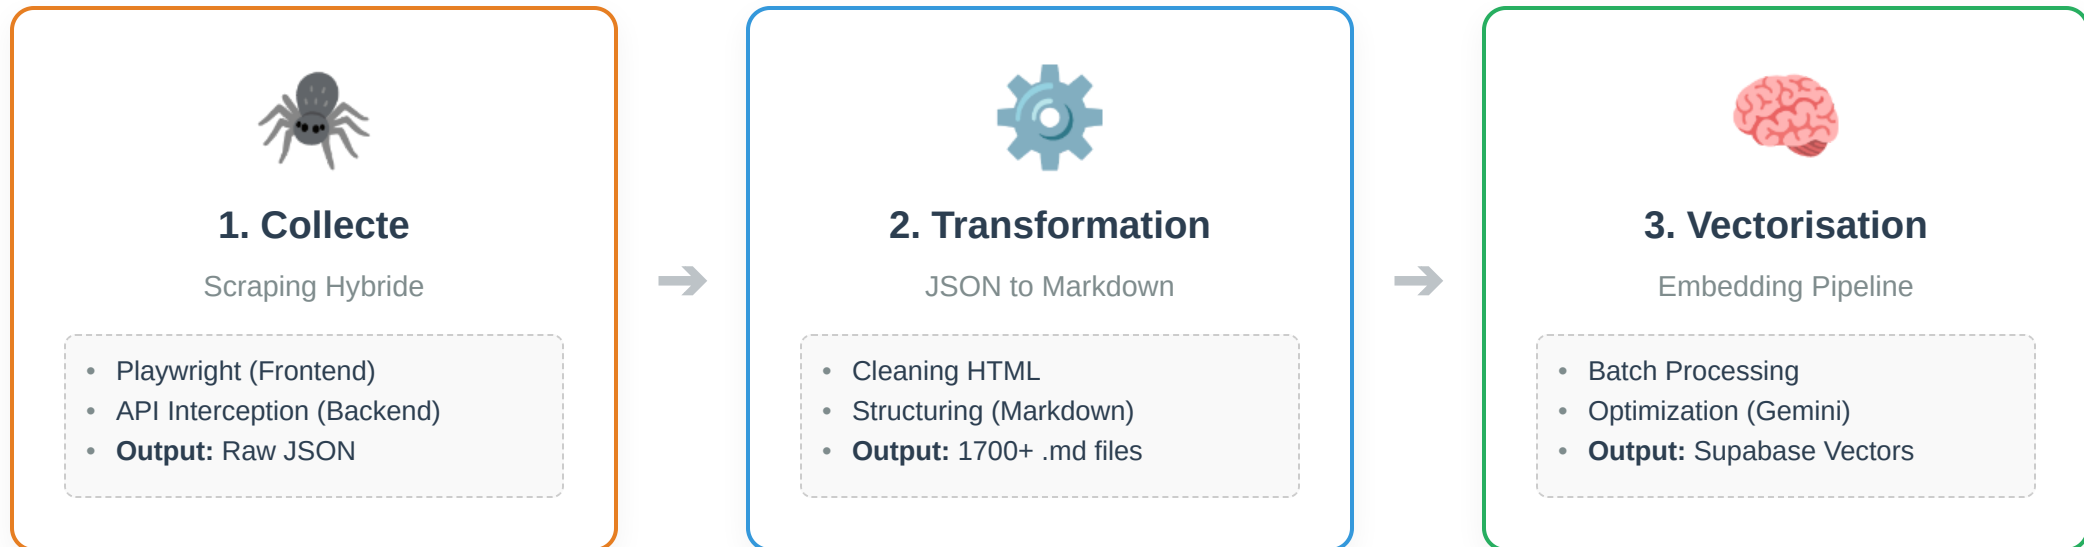 1. Collecte
Scraping Hybride
• Playwright (Frontend)
• API Interception (Backend)
• Output: Raw JSON
2. Transformation
JSON to Markdown
• Cleaning HTML
• Structuring (Markdown)
• Output: 1700+ .md files
3. Vectorisation
Embedding Pipeline
• Batch Processing
• Optimization (Gemini)
• Output: Supabase Vectors